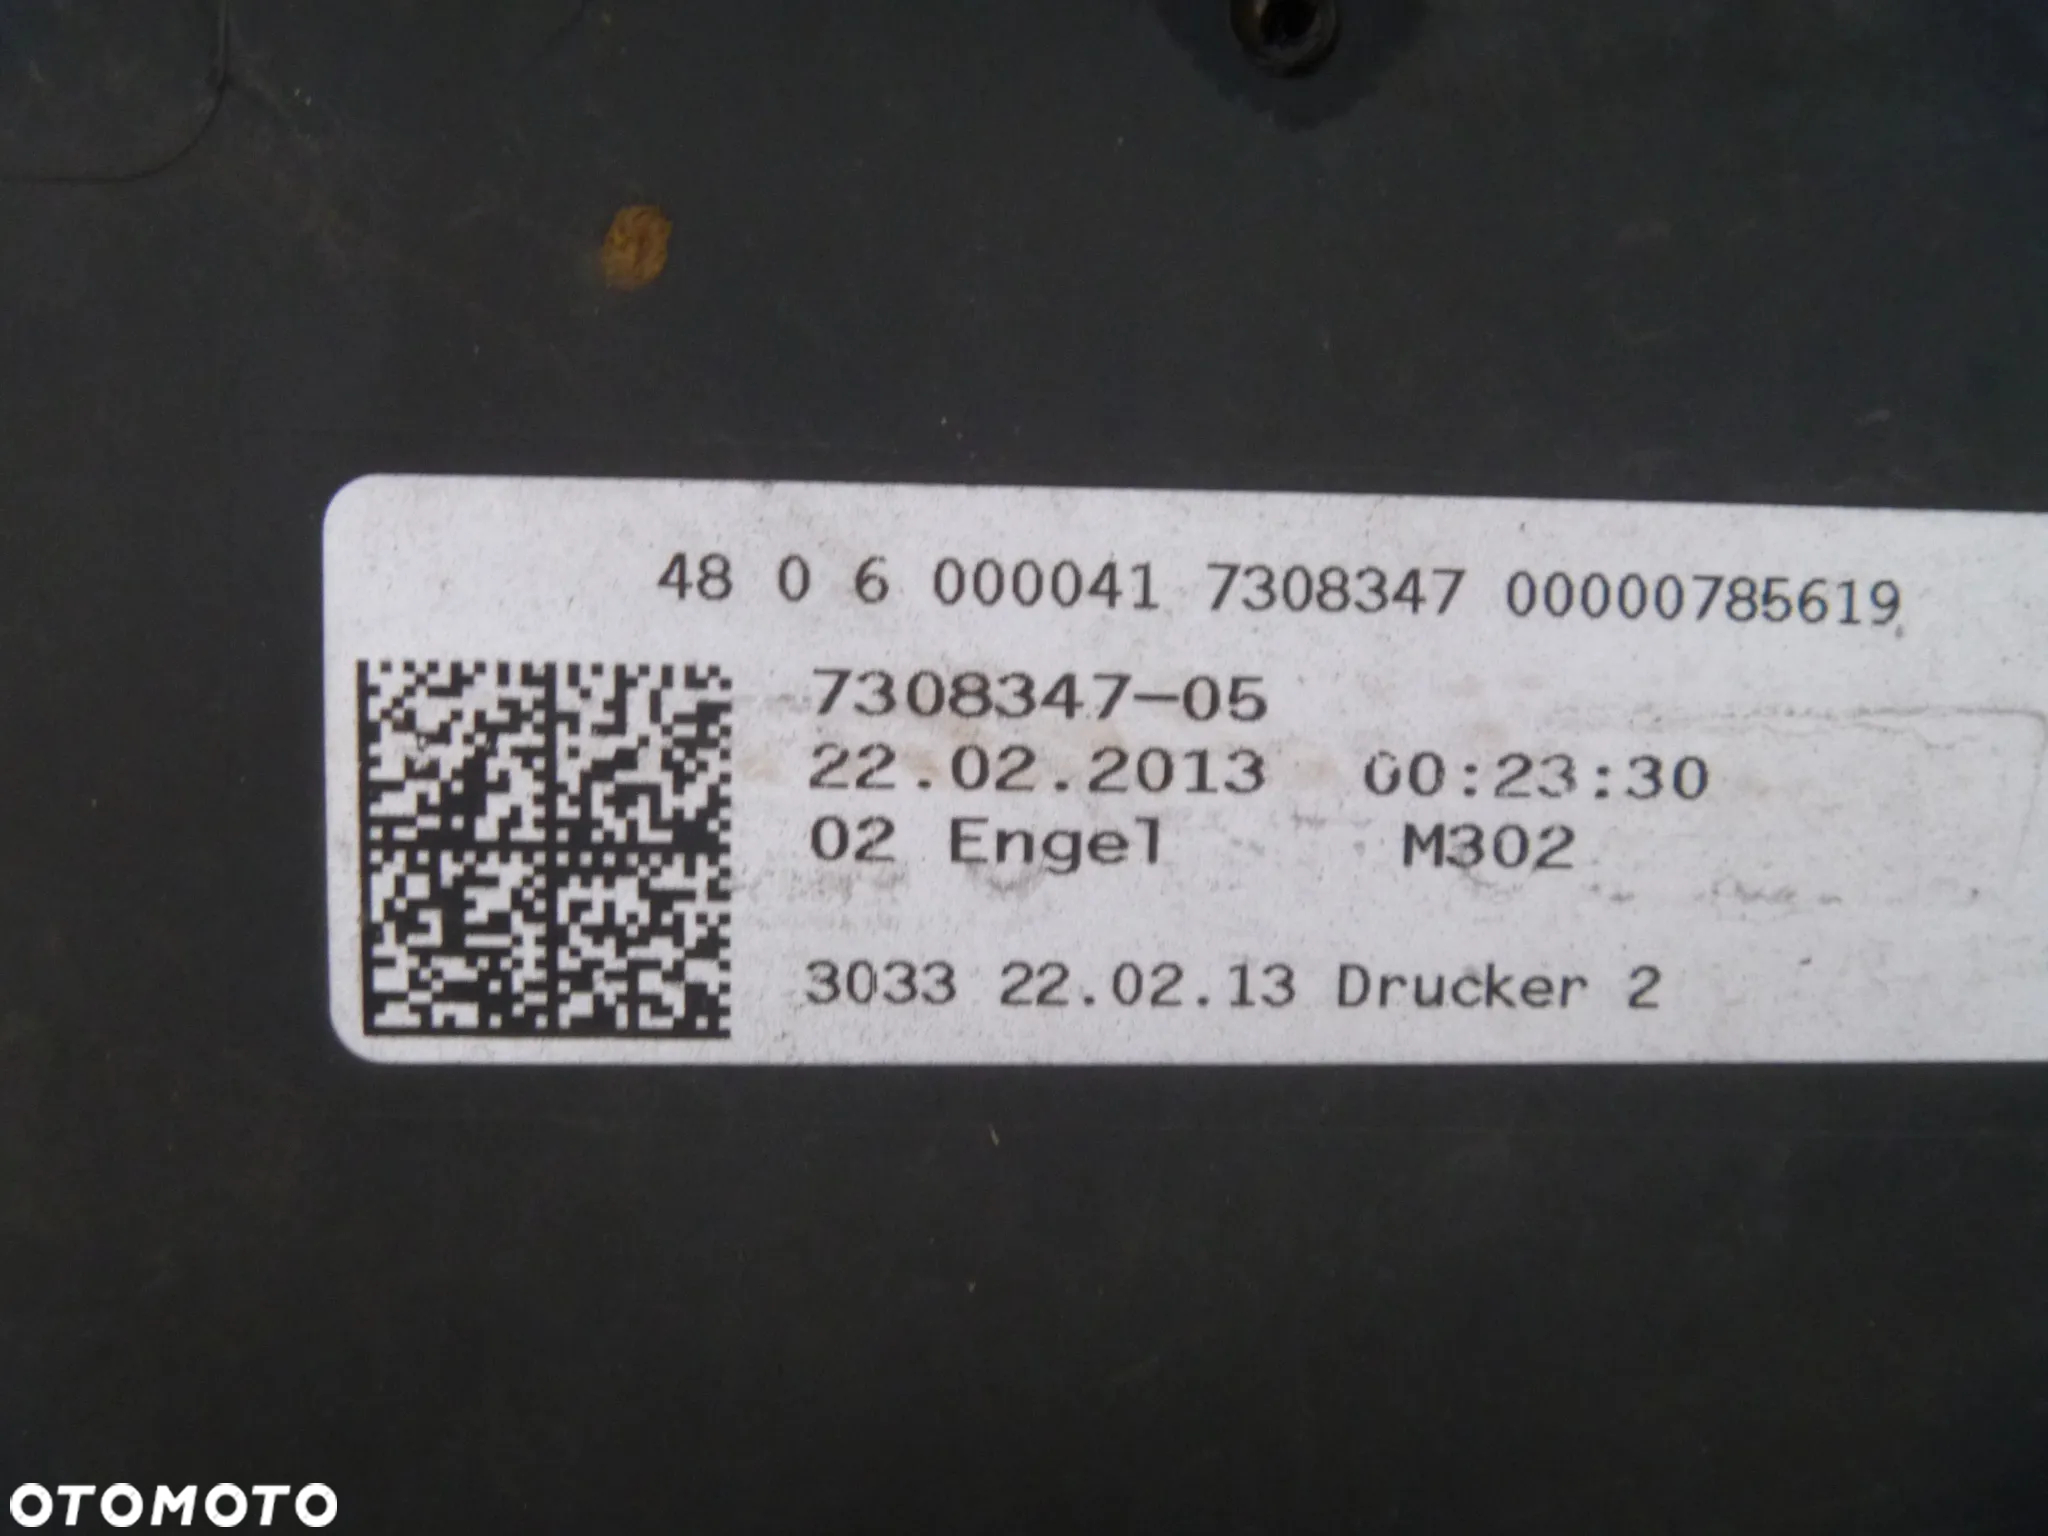 48 0 6 000041 7308347 00000785619
7308347-05
22.02.2013 00:23:30
02 Engel M302
3033 22.02.13 Drucker 2
OTOMOTO